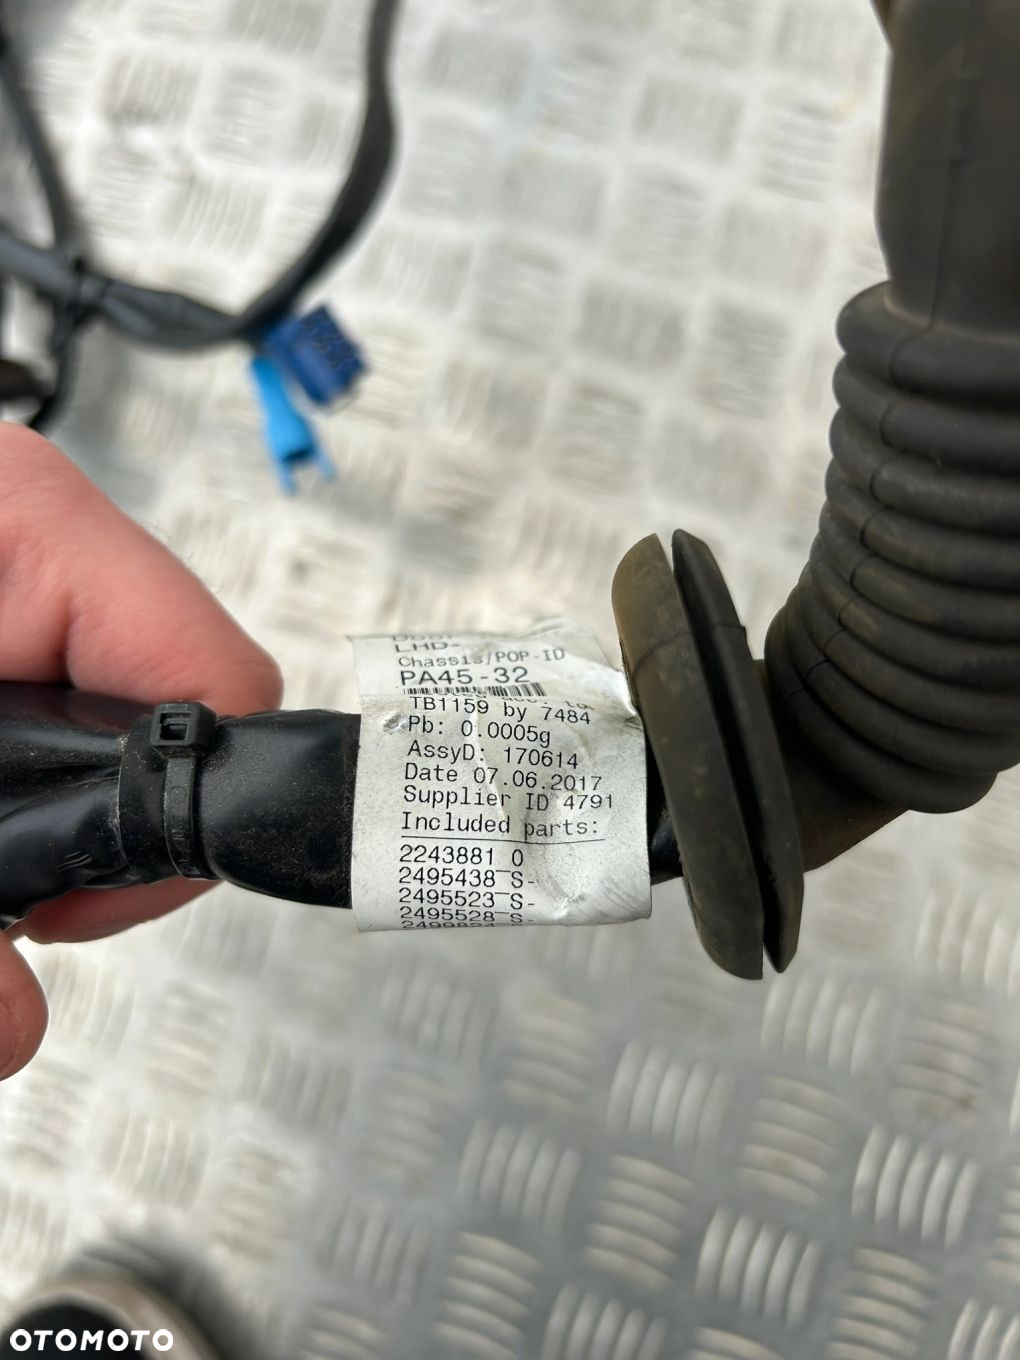 LHD-
Chassis/POP-ID
PA45-32
TB1159 by 7484
Pb: 0.0005g
AssyD: 170614
Date 07.06.2017
Supplier ID 4791
Included parts:
2243881 0
2495438 S-
2495523 S-
2495528 S-
OTOMOTO